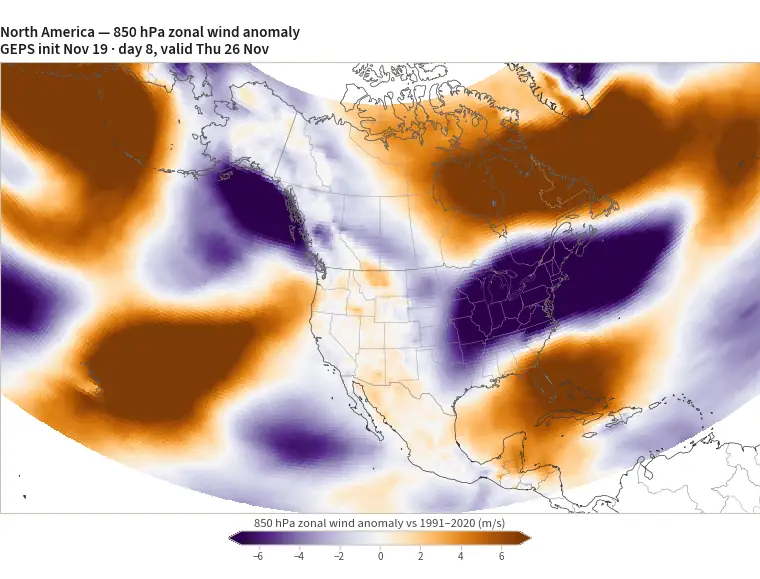 North America — 850 hPa zonal wind anomaly
GEPS init Nov 19 · day 8, valid Thu 26 Nov
850 hPa zonal wind anomaly vs 1991–2020 (m/s)
−6 −4 −2 0 2 4 6